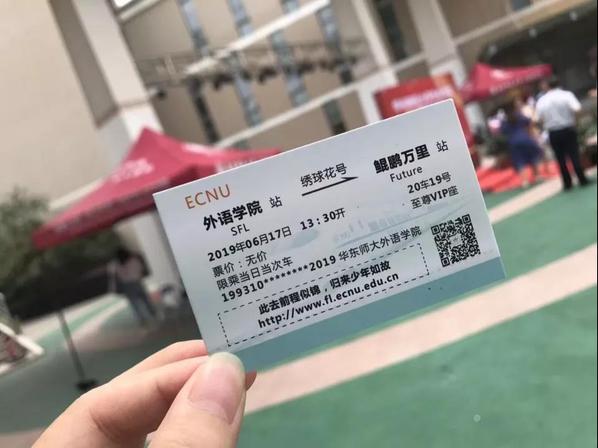 ECNU
外语学院 站 绣球花号 鲲鹏万里 站
SFL Future
2019年06月17日 13:30开 20车19号
票价:无价 至尊VIP座
限乘当日当次车
199310********2019 华东师大外语学院
此去前程似锦,归来少年如故
http://www.fl.ecnu.edu.cn